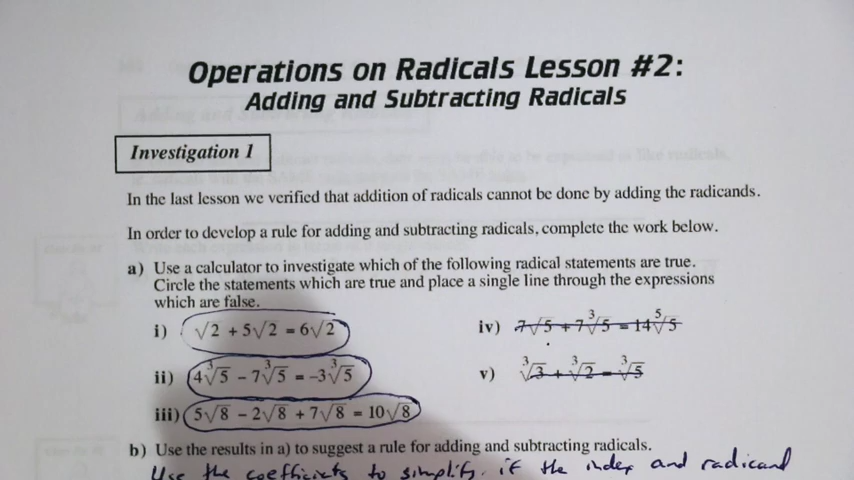 Operations on Radicals Lesson #2:
Adding and Subtracting Radicals
Investigation 1
In the last lesson we verified that addition of radicals cannot be done by adding the radicands.
In order to develop a rule for adding and subtracting radicals, complete the work below.
a) Use a calculator to investigate which of the following radical statements are true.
Circle the statements which are true and place a single line through the expressions
which are false.
i) √2 + 5√2 = 6√2
ii) 4∛5 – 7∛5 = –3∛5
iii) 5√8 – 2√8 + 7√8 = 10√8
iv) 7√5 + 7∛5 = 14⁵√5
v) ∛3 + ∛2 = ∛5
b) Use the results in a) to suggest a rule for adding and subtracting radicals.
Use the coefficients to simplify. if the index and radicand